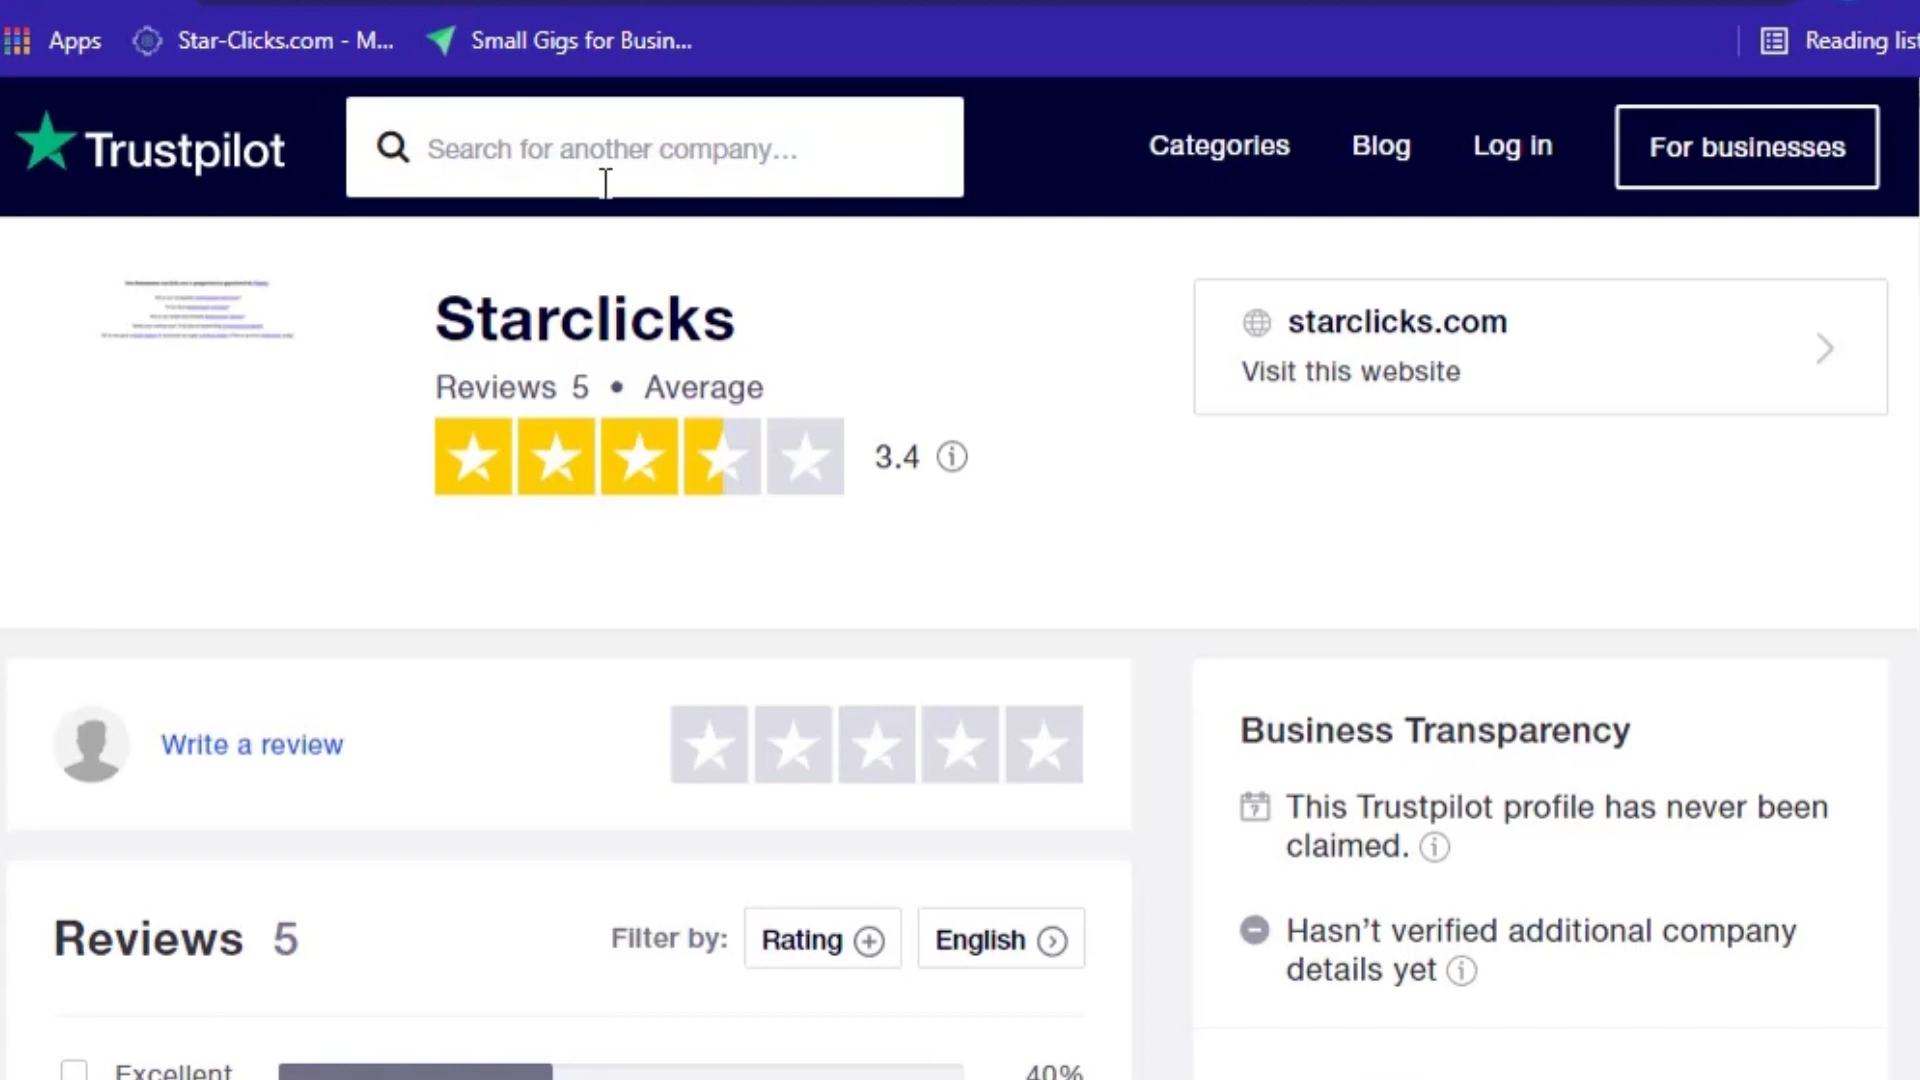 Apps
Star-Clicks.com - M...
Small Gigs for Busin...
Reading list
Trustpilot
Search for another company...
Categories
Blog
Log in
For businesses
Starclicks
Reviews 5 • Average
3.4
starclicks.com
Visit this website
Write a review
Business Transparency
This Trustpilot profile has never been
claimed.
Hasn't verified additional company
details yet
Reviews 5
Filter by:
Rating
English
Excellent
40%